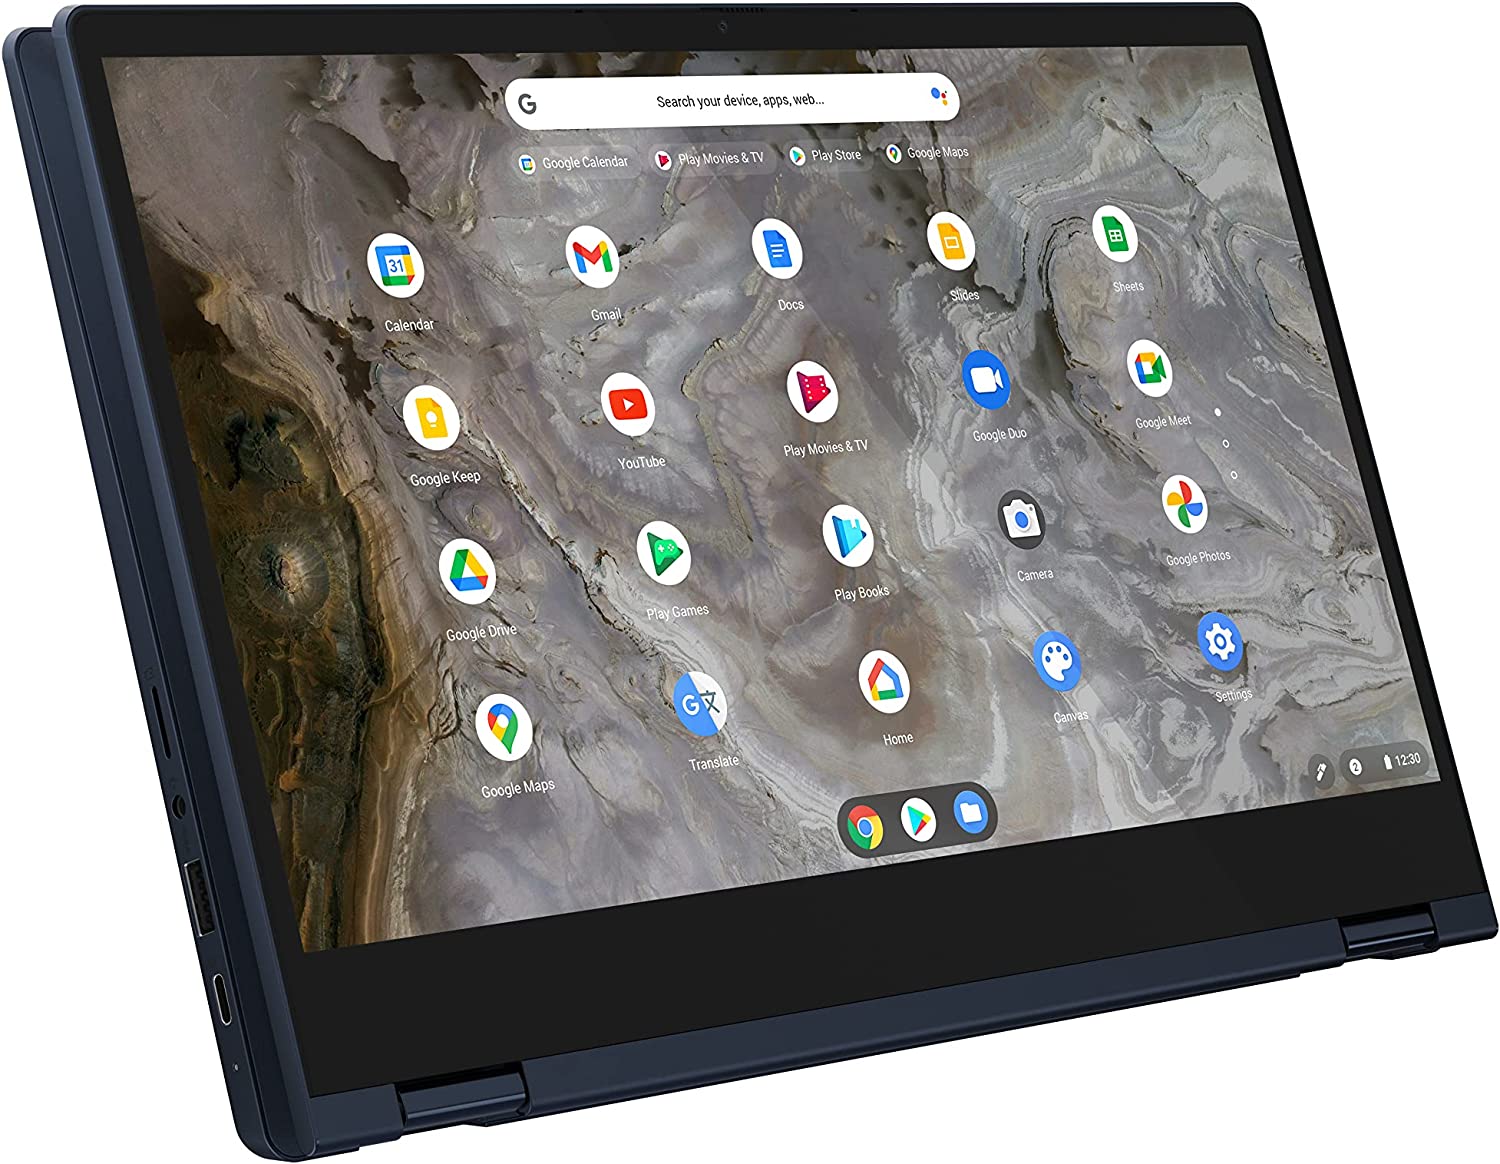 G Search your device, apps, web...
Google Calendar Play Movies & TV Play Store Google Maps
31
Calendar Gmail Docs Slides Sheets
Google Keep YouTube Play Movies & TV Google Duo Google Meet
Google Drive Play Games Play Books Camera Google Photos
G 文
Google Maps Translate Home Canvas Settings
2 12:30